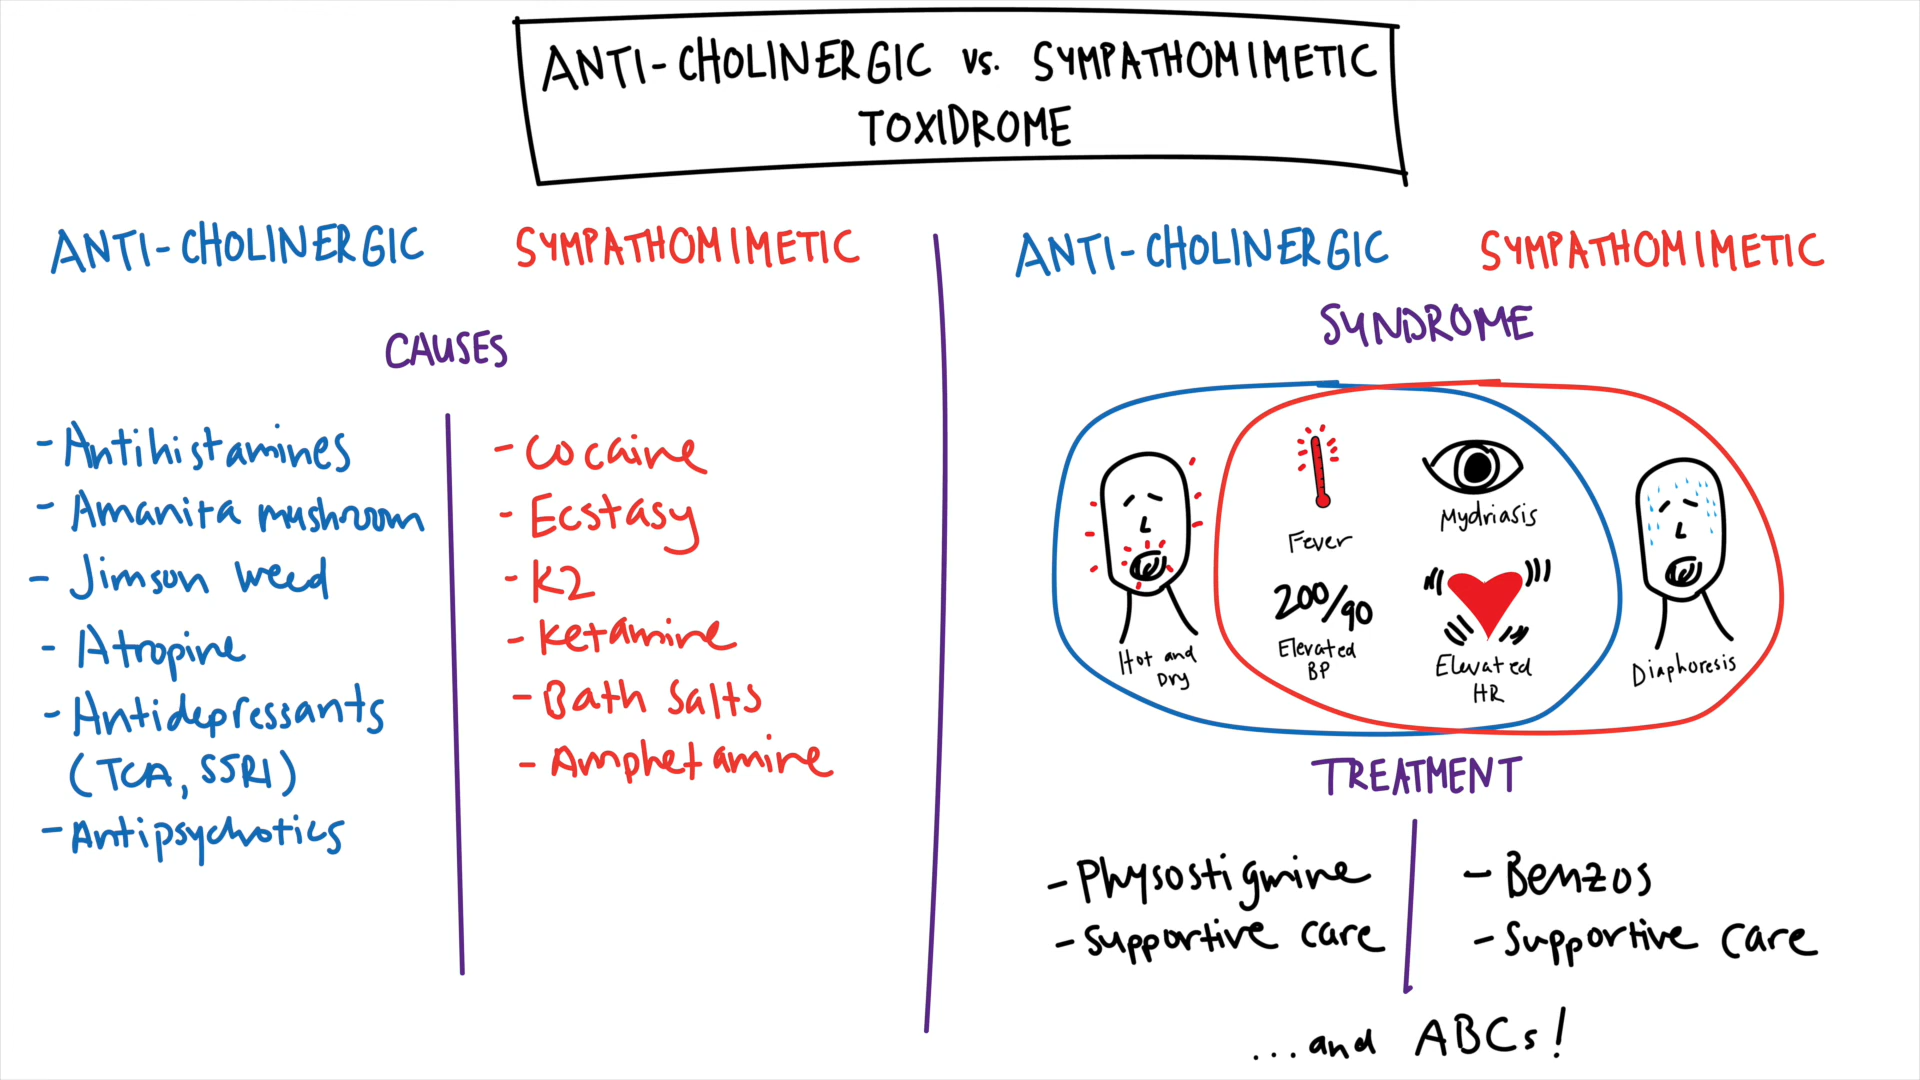 ANTI-CHOLINERGIC vs. SYMPATHOMIMETIC
TOXIDROME
ANTI-CHOLINERGIC
SYMPATHOMIMETIC
CAUSES
- Antihistamines
- Amanita mushroom
- Jimson weed
- Atropine
- Antidepressants
(TCA, SSRI)
- Antipsychotics
- Cocaine
- Ecstasy
- K2
- Ketamine
- Bath Salts
- Amphetamine
ANTI-CHOLINERGIC
SYMPATHOMIMETIC
SYNDROME
Hot and
Dry
Fever
Mydriasis
200/90
Elevated
BP
Elevated
HR
Diaphoresis
TREATMENT
- Physostigmine
- Supportive care
- Benzos
- Supportive care
...and ABCs!